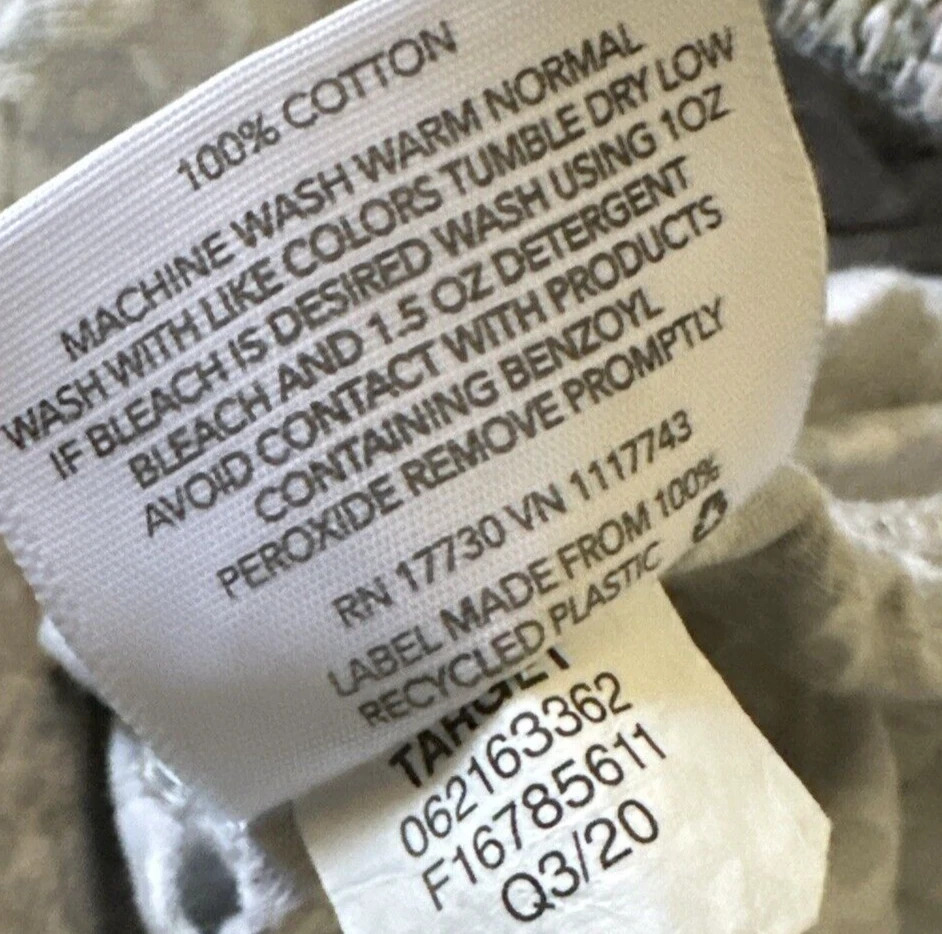 100% COTTON
MACHINE WASH WARM NORMAL
WASH WITH LIKE COLORS TUMBLE DRY LOW
IF BLEACH IS DESIRED WASH USING 1OZ
BLEACH AND 1.5 OZ DETERGENT
AVOID CONTACT WITH PRODUCTS
CONTAINING BENZOYL
PEROXIDE REMOVE PROMPTLY
RN 17730 VN 1117743
LABEL MADE FROM 100%
RECYCLED PLASTIC
TARGET
062163362
F16785611
Q3/20